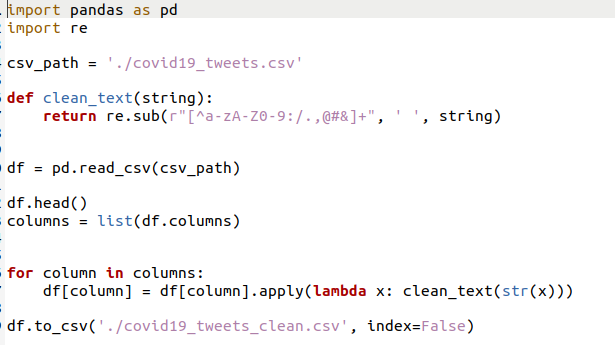 import pandas as pd
import re
csv_path = './covid19_tweets.csv'
def clean_text(string):
    return re.sub(r"[^a-zA-Z0-9:/.,@#&]+", ' ', string)
df = pd.read_csv(csv_path)
df.head()
columns = list(df.columns)
for column in columns:
    df[column] = df[column].apply(lambda x: clean_text(str(x)))
df.to_csv('./covid19_tweets_clean.csv', index=False)